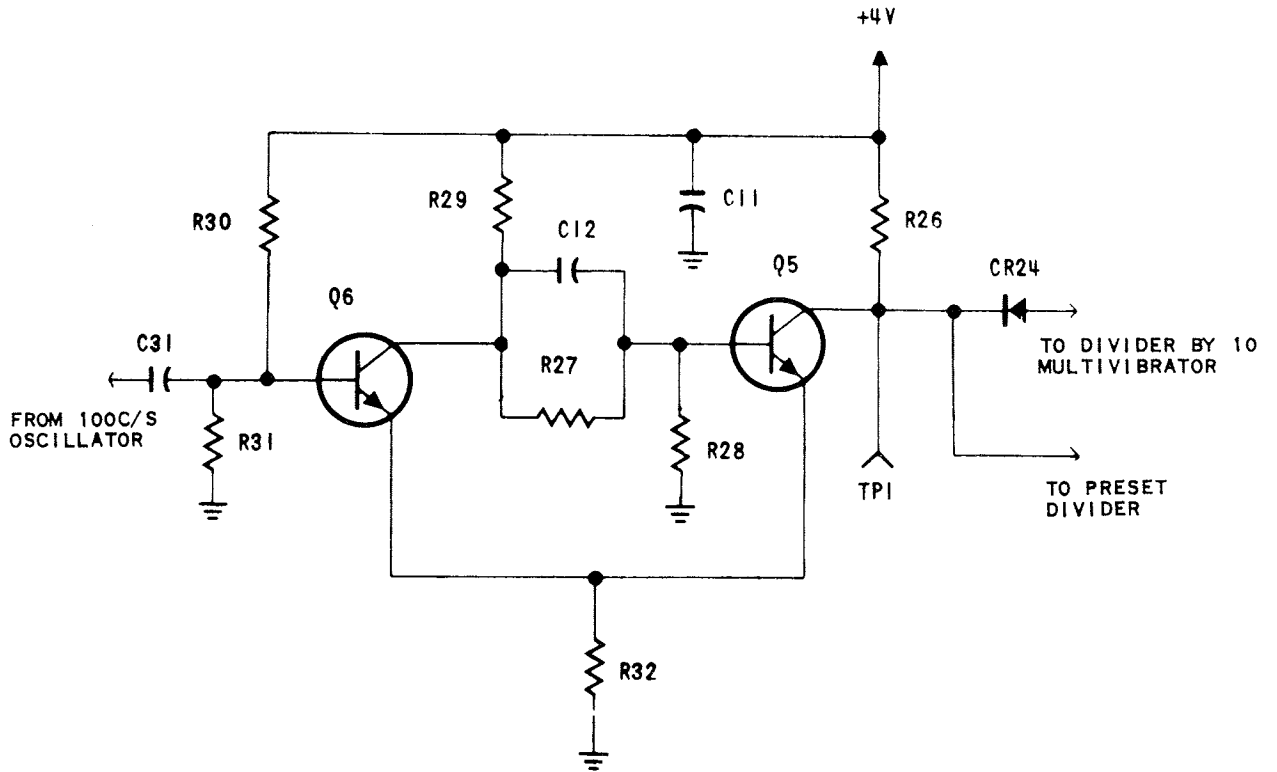 +4V
R29
C11
R30
R26
C12
Q5
CR24
Q6
C31
R27
TO DIVIDER BY 10
MULTIVIBRATOR
FROM 100C/S
OSCILLATOR
R31
R28
TP1
TO PRESET
DIVIDER
R32